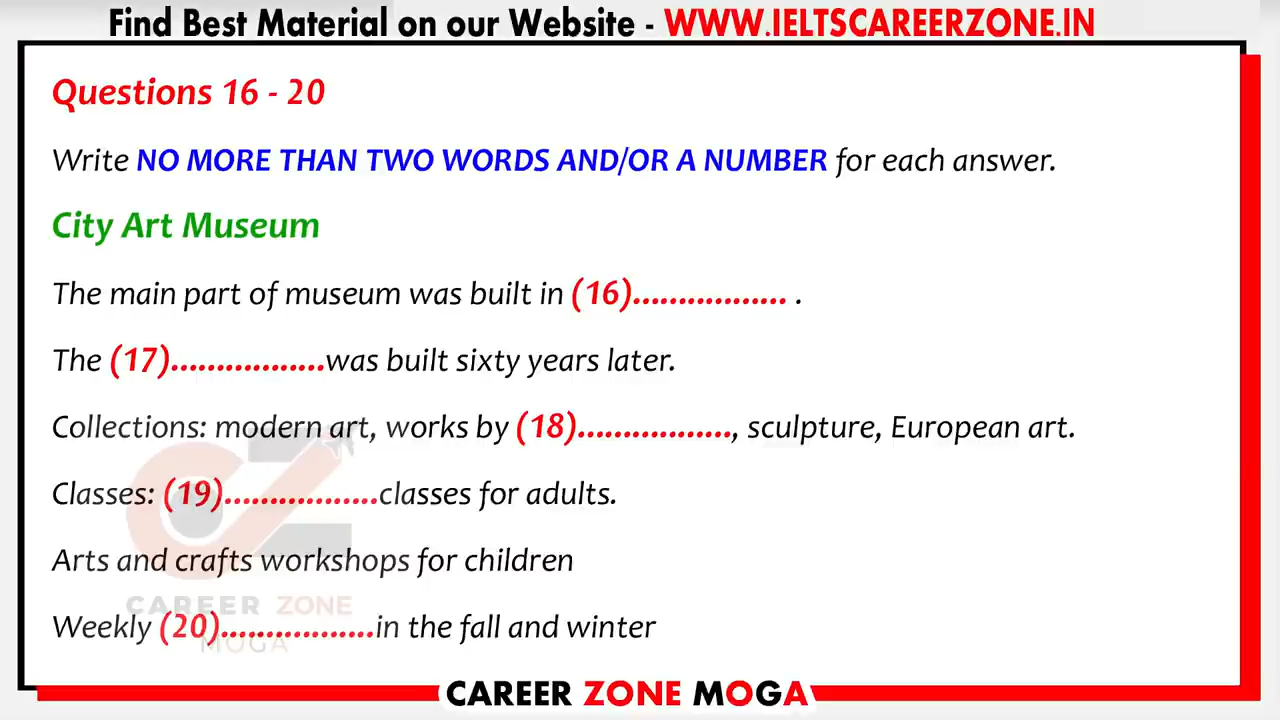 Find Best Material on our Website - WWW.IELTSCAREERZONE.IN
Questions 16 - 20
Write NO MORE THAN TWO WORDS AND/OR A NUMBER for each answer.
City Art Museum
The main part of museum was built in (16)................. .
The (17).................was built sixty years later.
Collections: modern art, works by (18)................., sculpture, European art.
Classes: (19).................classes for adults.
Arts and crafts workshops for children
CAREER ZONE
Weekly (20).................in the fall and winter
MOGA
CAREER ZONE MOGA